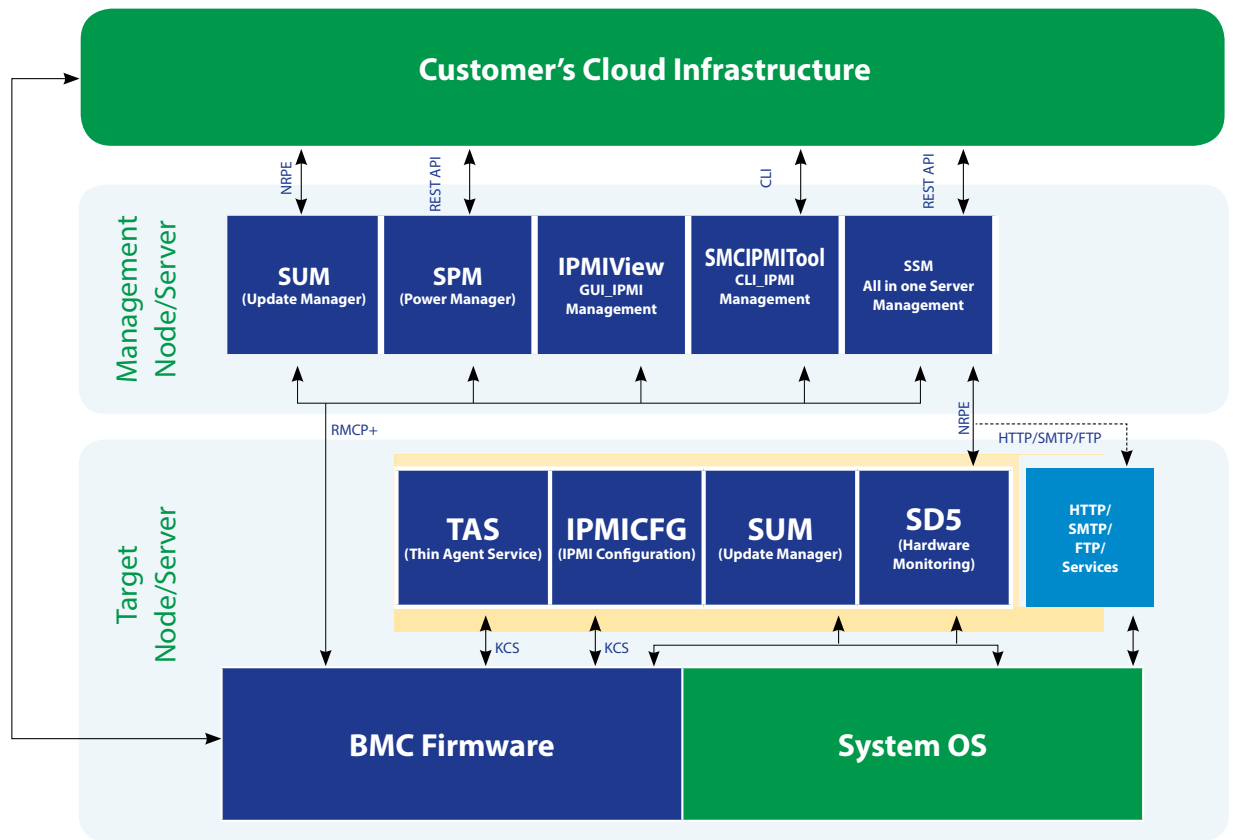 Customer's Cloud Infrastructure
NRPE
REST API
CLI
REST API
Management
Node/Server
SUM
(Update Manager)
SPM
(Power Manager)
IPMIView
GUI_IPMI
Management
SMCIPMITool
CLI_IPMI
Management
SSM
All in one Server
Management
RMCP+
NRPE
HTTP/SMTP/FTP
Target
Node/Server
TAS
(Thin Agent Service)
IPMICFG
(IPMI Configuration)
SUM
(Update Manager)
SD5
(Hardware
Monitoring)
HTTP/
SMTP/
FTP/
Services
KCS
KCS
BMC Firmware
System OS